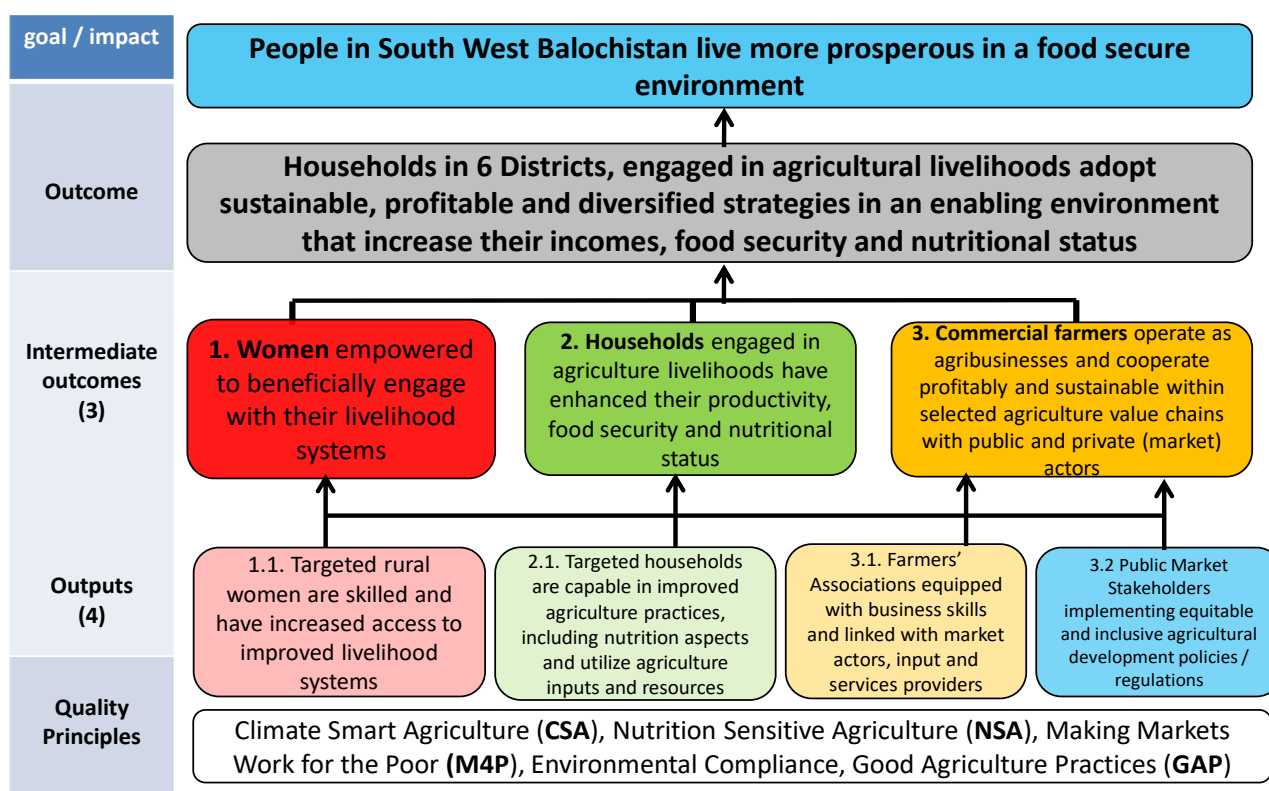 goal / impact
People in South West Balochistan live more prosperous in a food secure
environment
Outcome
Households in 6 Districts, engaged in agricultural livelihoods adopt
sustainable, profitable and diversified strategies in an enabling environment
that increase their incomes, food security and nutritional status
Intermediate
outcomes
(3)
1. Women empowered
to beneficially engage
with their livelihood
systems
2. Households engaged in
agriculture livelihoods have
enhanced their productivity,
food security and nutritional
status
3. Commercial farmers operate as
agribusinesses and cooperate
profitably and sustainable within
selected agriculture value chains
with public and private (market)
actors
Outputs
(4)
1.1. Targeted rural
women are skilled and
have increased access to
improved livelihood
systems
2.1. Targeted households
are capable in improved
agriculture practices,
including nutrition aspects
and utilize agriculture
inputs and resources
3.1. Farmers’
Associations equipped
with business skills
and linked with market
actors, input and
services providers
3.2 Public Market
Stakeholders
implementing equitable
and inclusive agricultural
development policies /
regulations
Quality
Principles
Climate Smart Agriculture (CSA), Nutrition Sensitive Agriculture (NSA), Making Markets
Work for the Poor (M4P), Environmental Compliance, Good Agriculture Practices (GAP)